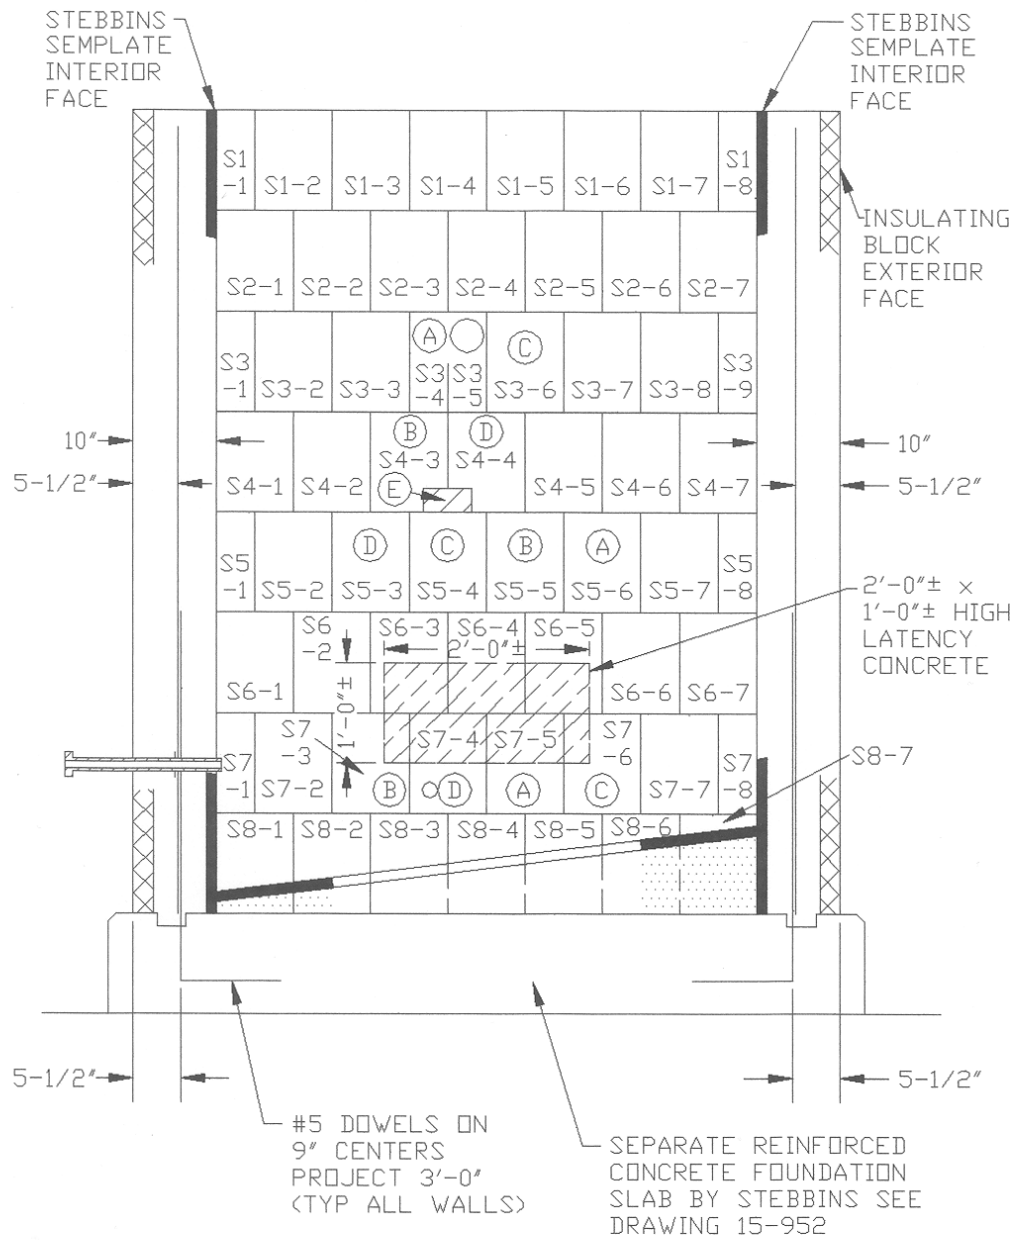 STEBBINS
SEMPLATE
INTERIOR
FACE
STEBBINS
SEMPLATE
INTERIOR
FACE
S1
-1
S1-2
S1-3
S1-4
S1-5
S1-6
S1-7
S1
-8
INSULATING
BLOCK
EXTERIOR
FACE
S2-1
S2-2
S2-3
S2-4
S2-5
S2-6
S2-7
A
C
S3
-1
S3-2
S3-3
S3
-4
S3
-5
S3-6
S3-7
S3-8
S3
-9
10"
B
D
10"
S4-3
S4-4
5-1/2"
S4-1
S4-2
E
S4-5
S4-6
S4-7
5-1/2"
D
C
B
A
S5
-1
S5-2
S5-3
S5-4
S5-5
S5-6
S5-7
S5
-8
2'-0"± ×
1'-0"± HIGH
LATENCY
CONCRETE
S6
-2
S6-3
S6-4
S6-5
2'-0"±
1'-0"±
S6-1
S6-6
S6-7
S7
-3
S7-4
S7-5
S7
-6
S7
-1
S7-2
B
D
A
C
S7-7
S7
-8
S8-7
S8-1
S8-2
S8-3
S8-4
S8-5
S8-6
5-1/2"
5-1/2"
#5 DOWELS ON
9" CENTERS
PROJECT 3'-0"
(TYP ALL WALLS)
SEPARATE REINFORCED
CONCRETE FOUNDATION
SLAB BY STEBBINS SEE
DRAWING 15-952